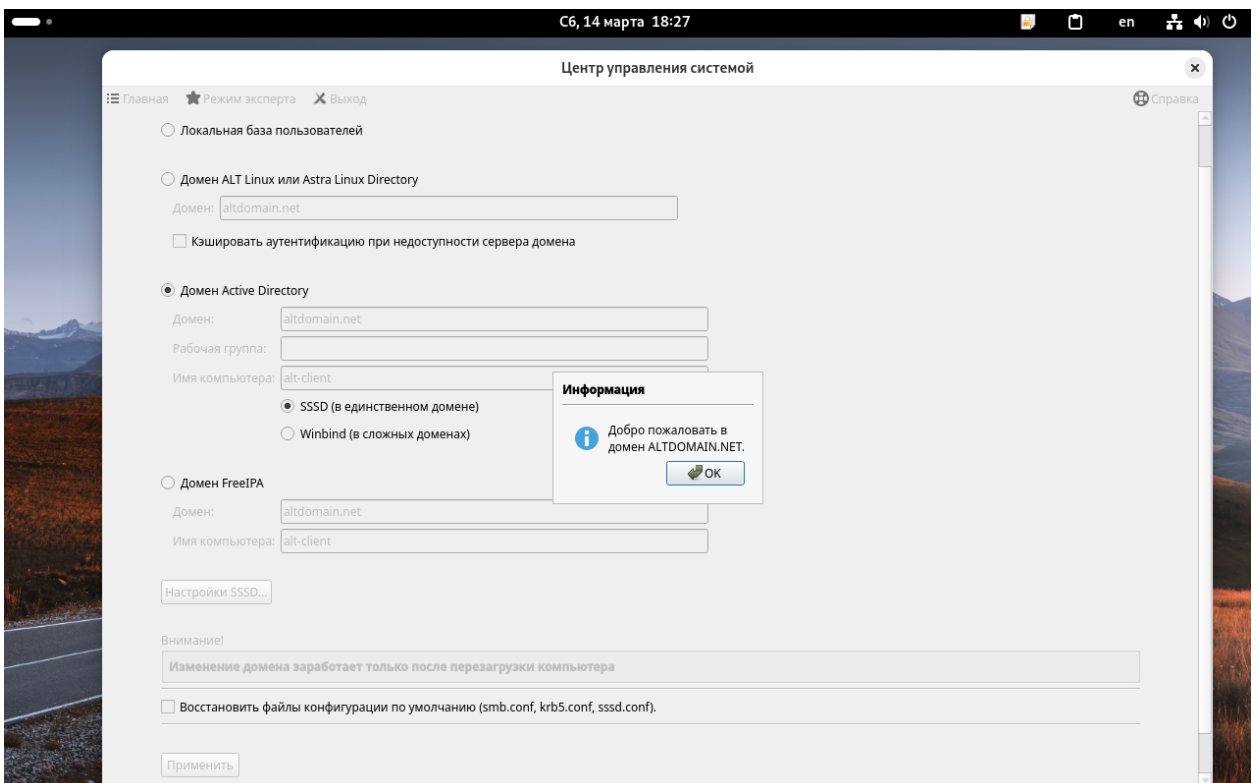 Сб, 14 марта 18:27
en
Центр управления системой
Главная Режим эксперта Выход Справка
Локальная база пользователей
Домен ALT Linux или Astra Linux Directory
Домен: altdomain.net
Кэшировать аутентификацию при недоступности сервера домена
Домен Active Directory
Домен: altdomain.net
Рабочая группа:
Имя компьютера: alt-client
SSSD (в единственном домене)
Winbind (в сложных доменах)
Информация
Добро пожаловать в
домен ALTDOMAIN.NET.
OK
Домен FreeIPA
Домен: altdomain.net
Имя компьютера: alt-client
Настройки SSSD...
Внимание!
Изменение домена заработает только после перезагрузки компьютера
Восстановить файлы конфигурации по умолчанию (smb.conf, krb5.conf, sssd.conf).
Применить